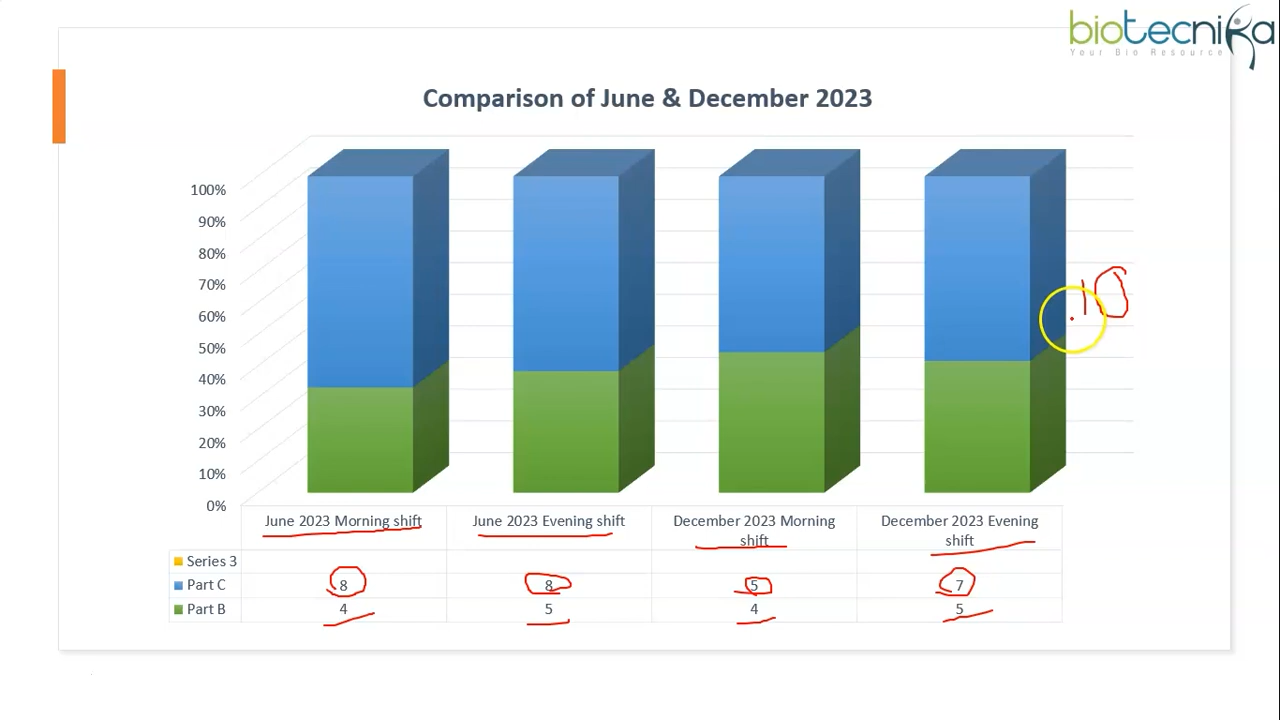 biotecnika
Your Bio Resource
Comparison of June & December 2023
100%
90%
80%
70%
60%
50%
40%
30%
20%
10%
0%
.10
June 2023 Morning shift June 2023 Evening shift December 2023 Morning shift December 2023 Evening shift
Series 3
Part C 8 8 5 7
Part B 4 5 4 5